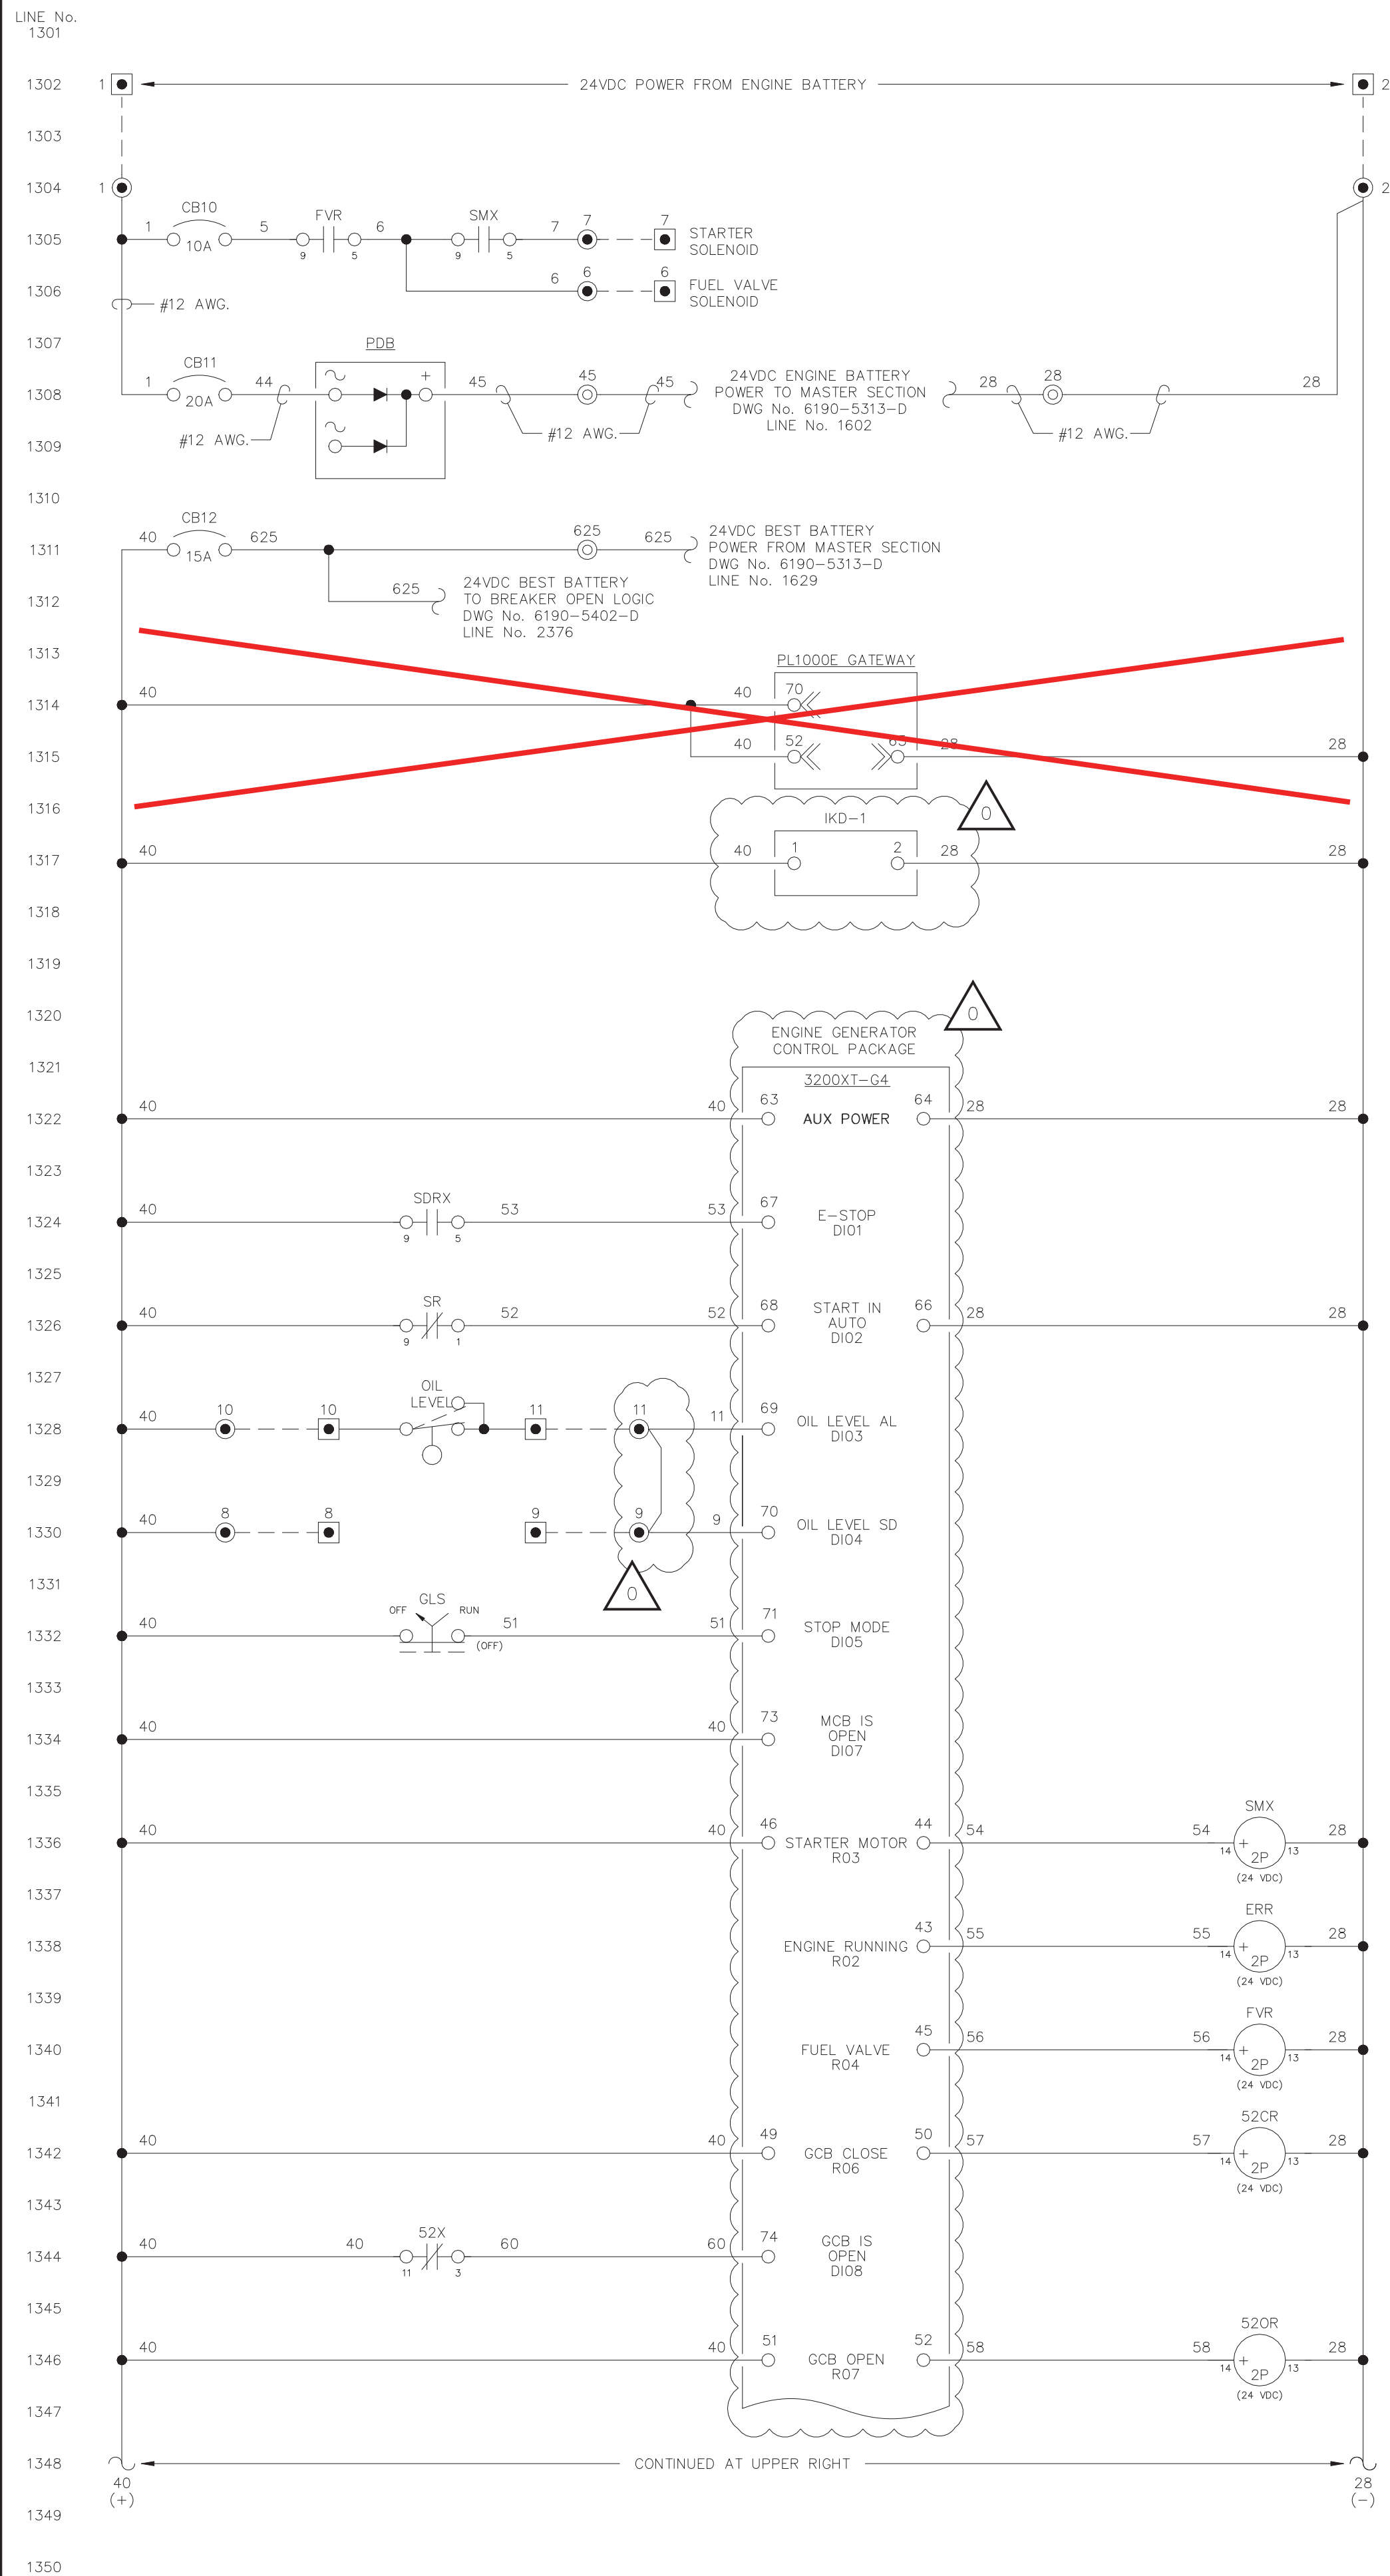 LINE No.
1301
1302 1 24VDC POWER FROM ENGINE BATTERY 2
1303
1304 1 2
CB10 FVR SMX
1305 1 10A 5 9 5 6 9 5 7 7 7 STARTER
SOLENOID
1306 6 6 6 FUEL VALVE
SOLENOID
#12 AWG.
1307 PDB
CB11
1308 1 20A 44 + 45 45 45 24VDC ENGINE BATTERY 28 28 28
POWER TO MASTER SECTION
DWG No. 6190-5313-D
LINE No. 1602
1309 #12 AWG. #12 AWG. #12 AWG.
1310
CB12
1311 40 15A 625 625 625 24VDC BEST BATTERY
POWER FROM MASTER SECTION
DWG No. 6190-5313-D
LINE No. 1629
1312 625 24VDC BEST BATTERY
TO BREAKER OPEN LOGIC
DWG No. 6190-5402-D
LINE No. 2376
1313 PL1000E GATEWAY
1314 40 40 70
1315 40 52 63 28 28
1316 IKD-1 0
1317 40 40 1 2 28 28
1318
1319
1320 0
ENGINE GENERATOR
CONTROL PACKAGE
1321
3200XT-G4
1322 40 40 63 AUX POWER 64 28 28
1323
SDRX
1324 40 9 5 53 53 67 E-STOP
DI01
1325
SR
1326 40 9 1 52 52 68 START IN
AUTO
DI02 66 28 28
1327
OIL
LEVEL
1328 40 10 10 11 11 11 69 OIL LEVEL AL
DI03
1329
1330 40 8 8 9 9 9 70 OIL LEVEL SD
DI04
1331 0
GLS
OFF RUN
1332 40 (OFF) 51 51 71 STOP MODE
DI05
1333
1334 40 40 73 MCB IS
OPEN
DI07
1335
SMX
1336 40 40 46 STARTER MOTOR
R03 44 54 54 14 + 2P 13 28
(24 VDC)
1337
ERR
1338 ENGINE RUNNING
R02 43 55 55 14 + 2P 13 28
(24 VDC)
1339
FVR
1340 FUEL VALVE
R04 45 56 56 14 + 2P 13 28
(24 VDC)
1341
52CR
1342 40 40 49 GCB CLOSE
R06 50 57 57 14 + 2P 13 28
(24 VDC)
1343
52X
1344 40 40 11 3 60 60 74 GCB IS
OPEN
DI08
1345
52OR
1346 40 40 51 GCB OPEN
R07 52 58 58 14 + 2P 13 28
(24 VDC)
1347
1348 CONTINUED AT UPPER RIGHT
40 28
(+) (-)
1349
1350